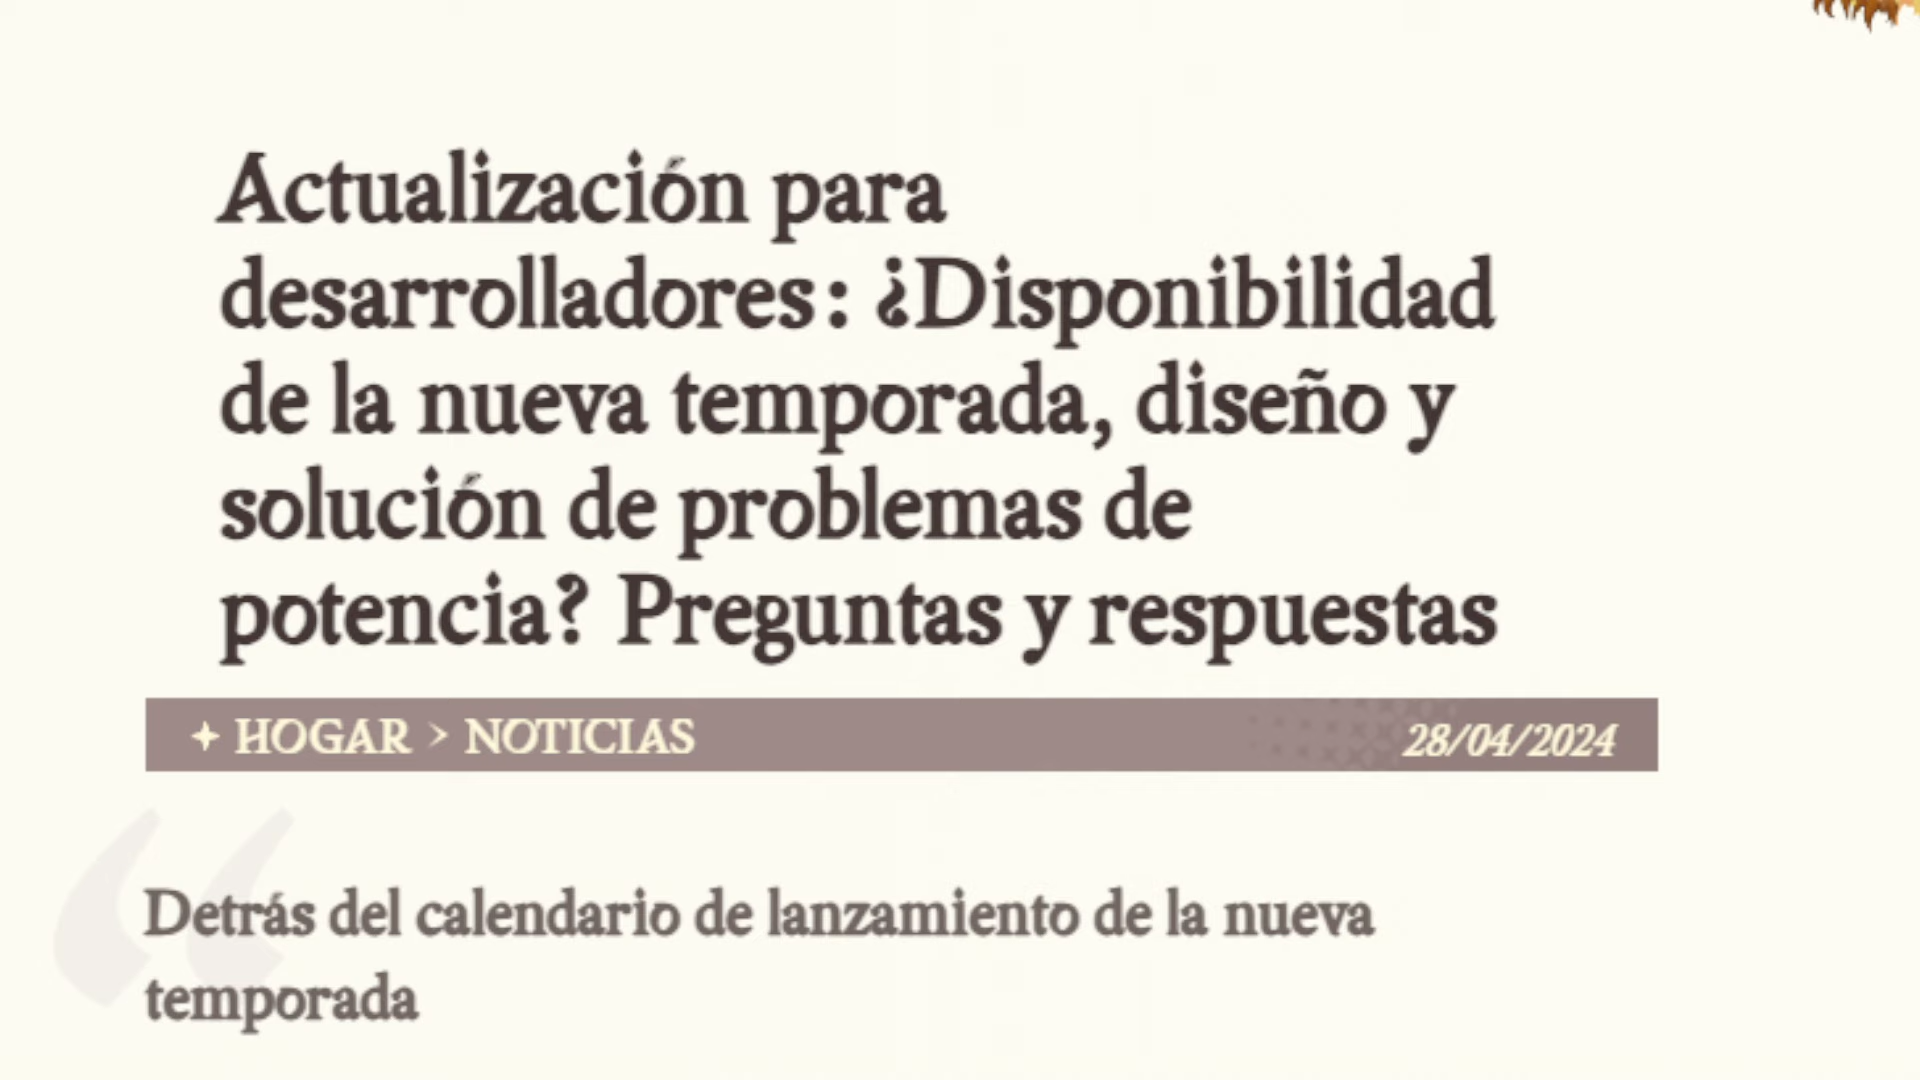 Actualización para
desarrolladores: ¿Disponibilidad
de la nueva temporada, diseño y
solución de problemas de
potencia? Preguntas y respuestas
HOGAR > NOTICIAS
28/04/2024
Detrás del calendario de lanzamiento de la nueva
temporada